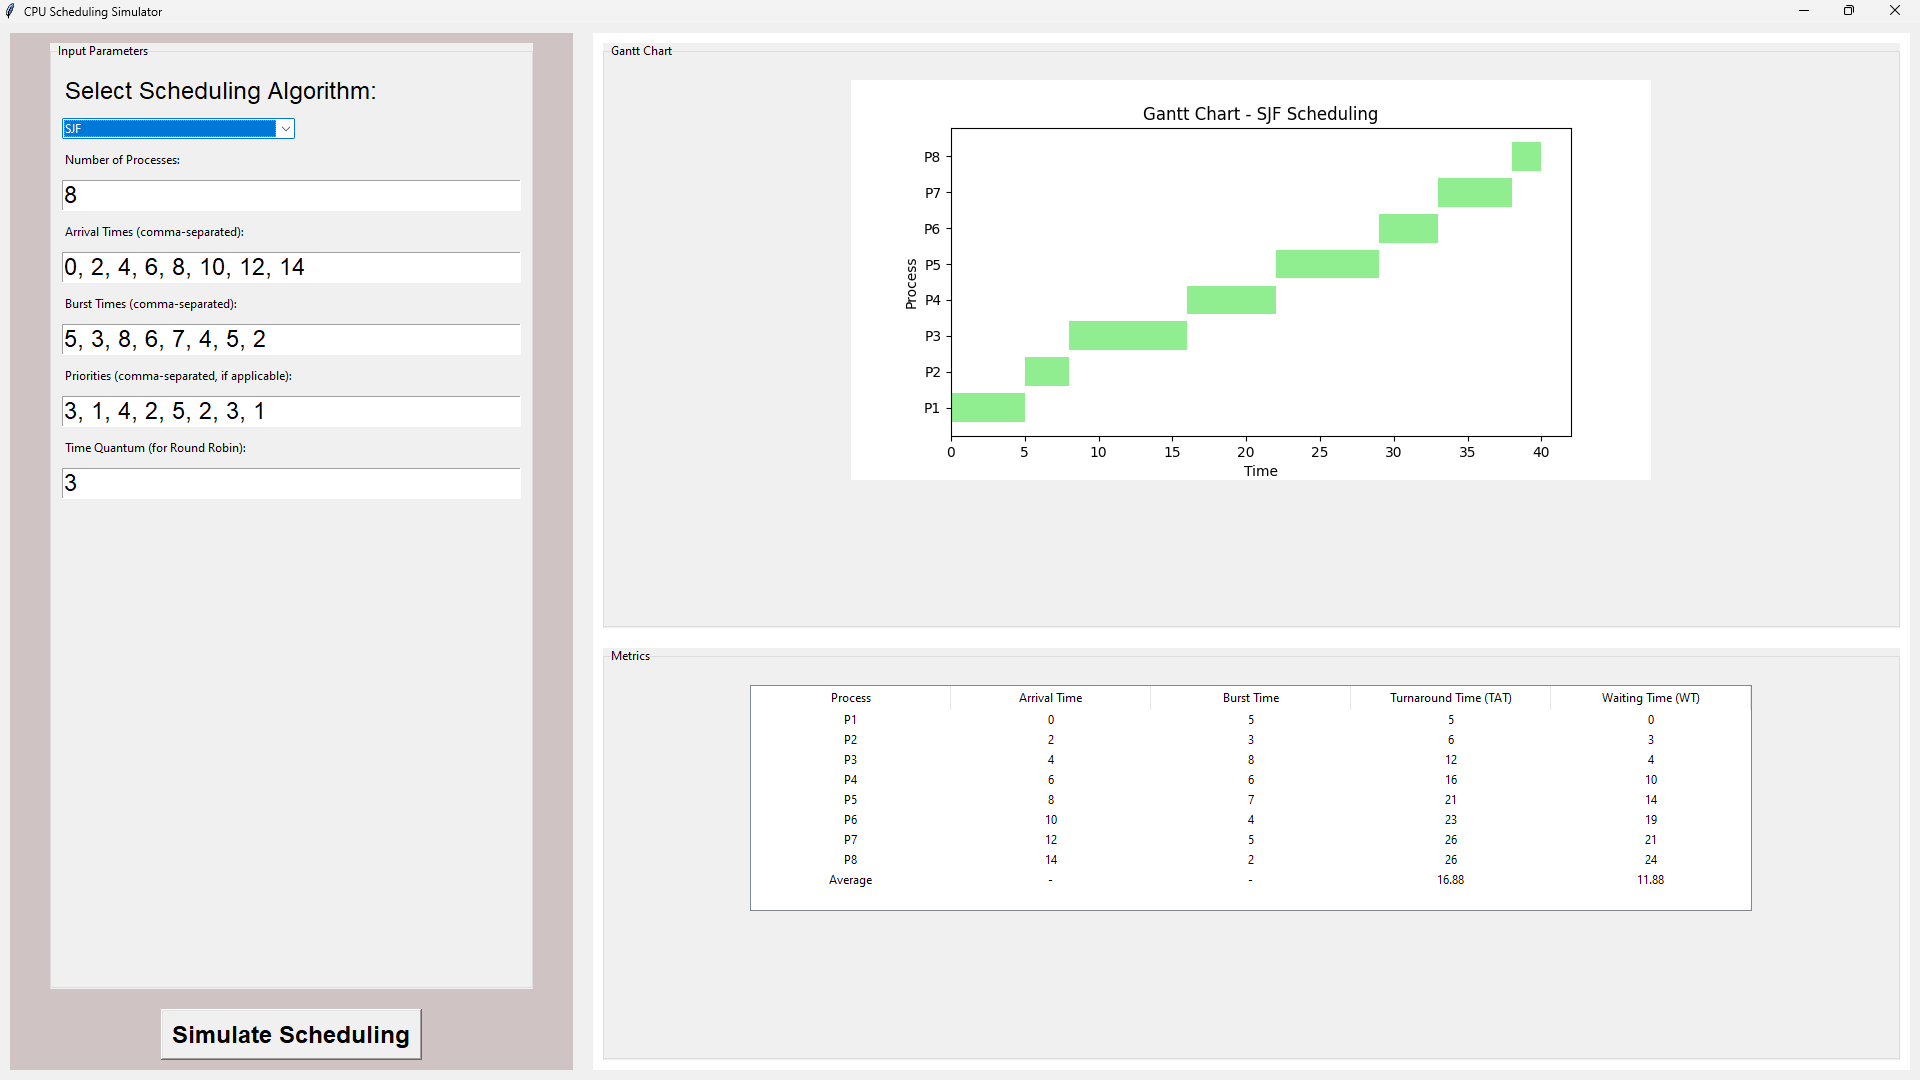 CPU Scheduling Simulator
Input Parameters
Select Scheduling Algorithm:
SJF
Number of Processes:
8
Arrival Times (comma-separated):
0, 2, 4, 6, 8, 10, 12, 14
Burst Times (comma-separated):
5, 3, 8, 6, 7, 4, 5, 2
Priorities (comma-separated, if applicable):
3, 1, 4, 2, 5, 2, 3, 1
Time Quantum (for Round Robin):
3
Simulate Scheduling
Gantt Chart
Gantt Chart - SJF Scheduling
Process
P8
P7
P6
P5
P4
P3
P2
P1
0 5 10 15 20 25 30 35 40
Time
Metrics
Process Arrival Time Burst Time Turnaround Time (TAT) Waiting Time (WT)
P1 0 5 5 0
P2 2 3 6 3
P3 4 8 12 4
P4 6 6 16 10
P5 8 7 21 14
P6 10 4 23 19
P7 12 5 26 21
P8 14 2 26 24
Average - - 16.88 11.88